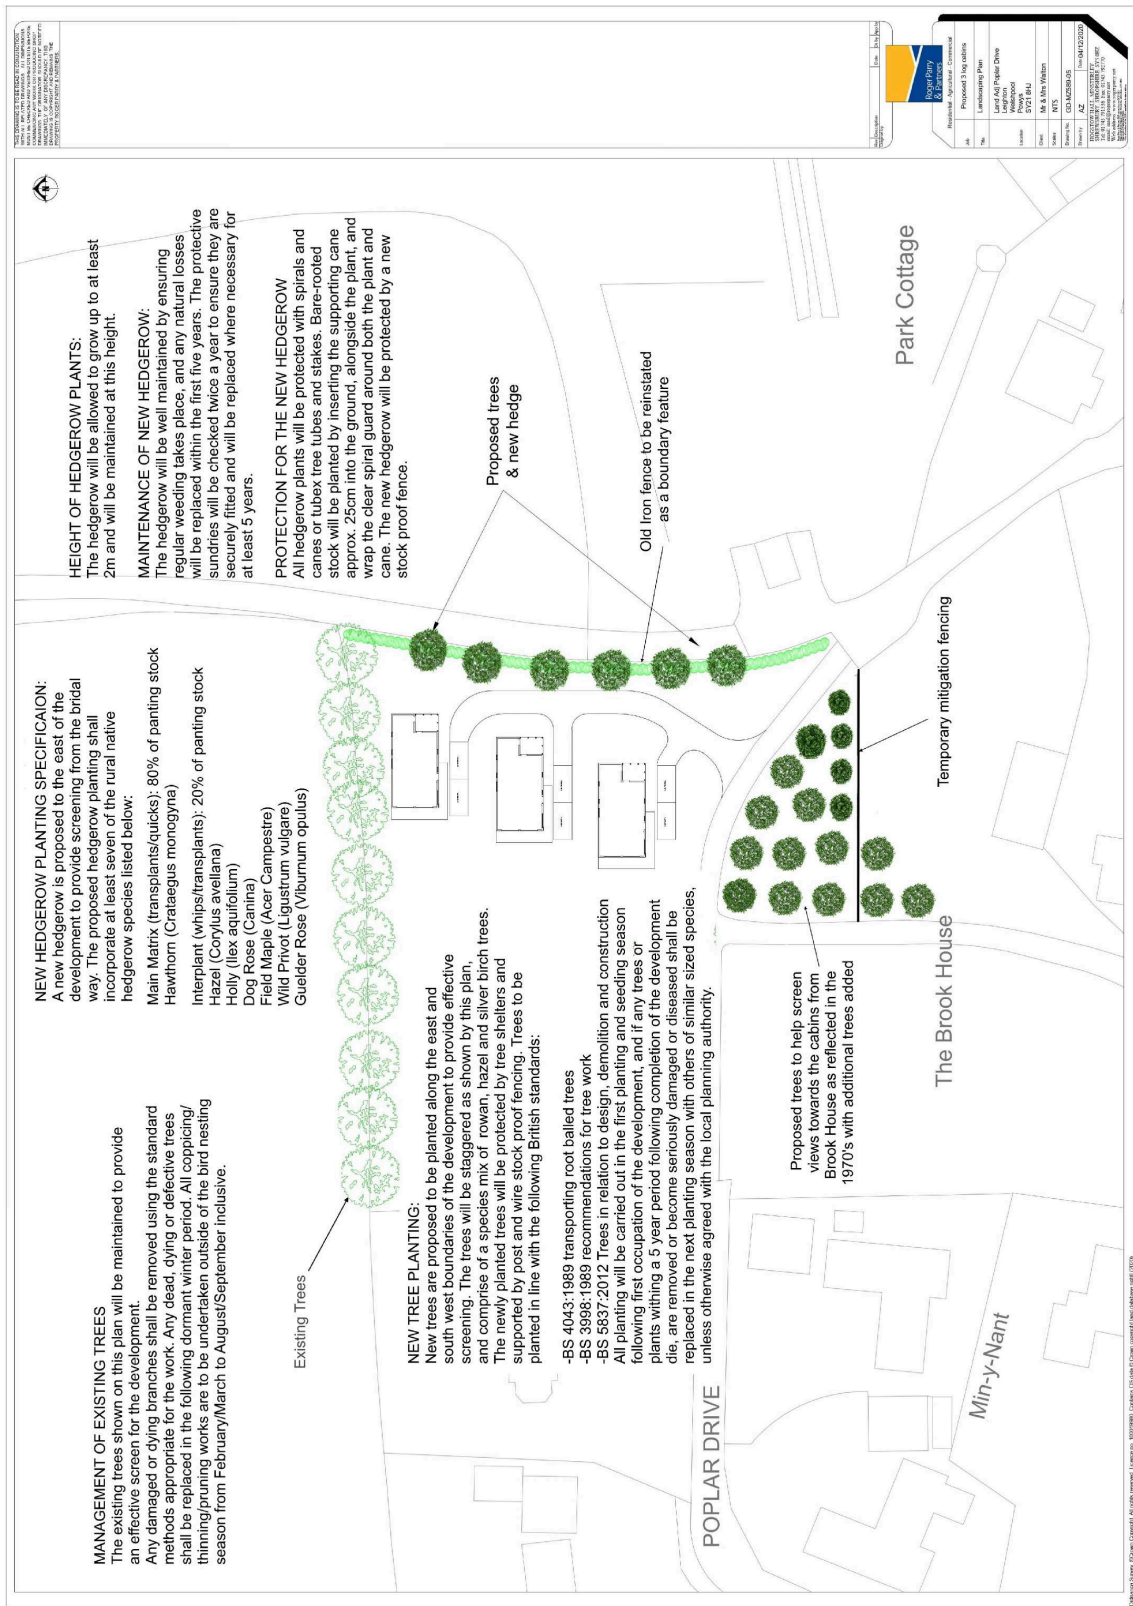 MANAGEMENT OF EXISTING TREES
The existing trees shown on this plan will be maintained to provide
an effective screen for the development.
Any damaged or dying branches shall be removed using the standard
methods appropriate for the work. Any dead, dying or defective trees
shall be replaced in the following dormant winter period. All coppicing/
thinning/pruning works are to be undertaken outside of the bird nesting
season from February/March to August/September inclusive.
NEW HEDGEROW PLANTING SPECIFICAION:
A new hedgerow is proposed to the east of the
development to provide screening from the bridal
way. The proposed hedgerow planting shall
incorporate at least seven of the rural native
hedgerow species listed below:
Main Matrix (transplants/quicks): 80% of panting stock
Hawthorn (Crataegus monogyna)
Interplant (whips/transplants): 20% of panting stock
Hazel (Corylus avellana)
Holly (Ilex aquifolium)
Dog Rose (Canina)
Field Maple (Acer Campestre)
Wild Privot (Ligustrum vulgare)
Guelder Rose (Viburnum opulus)
HEIGHT OF HEDGEROW PLANTS:
The hedgerow will be allowed to grow up to at least
2m and will be maintained at this height.
MAINTENANCE OF NEW HEDGEROW:
The hedgerow will be well maintained by ensuring
regular weeding takes place, and any natural losses
will be replaced within the first five years. The protective
sundries will be checked twice a year to ensure they are
securely fitted and will be replaced where necessary for
at least 5 years.
PROTECTION FOR THE NEW HEDGEROW
All hedgerow plants will be protected with spirals and
canes or tubex tree tubes and stakes. Bare-rooted
stock will be planted by inserting the supporting cane
approx. 25cm into the ground, alongside the plant, and
wrap the clear spiral guard around both the plant and
cane. The new hedgerow will be protected by a new
stock proof fence.
Existing Trees
NEW TREE PLANTING:
New trees are proposed to be planted along the east and
south west boundaries of the development to provide effective
screening. The trees will be staggered as shown by this plan,
and comprise of a species mix of rowan, hazel and silver birch trees.
The newly planted trees will be protected by tree shelters and
supported by post and wire stock proof fencing. Trees to be
planted in line with the following British standards:
-BS 4043:1989 transporting root balled trees
-BS 3998:1989 recommendations for tree work
-BS 5837:2012 Trees in relation to design, demolition and construction
All planting will be carried out in the first planting and seeding season
following first occupation of the development, and if any trees or
plants withing a 5 year period following completion of the development
die, are removed or become seriously damaged or diseased shall be
replaced in the next planting season with others of similar sized species,
unless otherwise agreed with the local planning authority.
Proposed trees
& new hedge
Old Iron fence to be reinstated
as a boundary feature
Temporary mitigation fencing
Proposed trees to help screen
views towards the cabins from
Brook House as reflected in the
1970's with additional trees added
POPLAR DRIVE
Min-y-Nant
The Brook House
Park Cottage
Roger Parry
& Partners
Residential · Agricultural · Commercial
Job Proposed 3 log cabins
Title Landscaping Plan
Location Land Adj Poplar Drive
Leighton
Welshpool
Powys
SY21 8HJ
Client Mr & Mrs Walton
Scales NTS
Drawing No
Drawn by AZ Date 04/12/2020